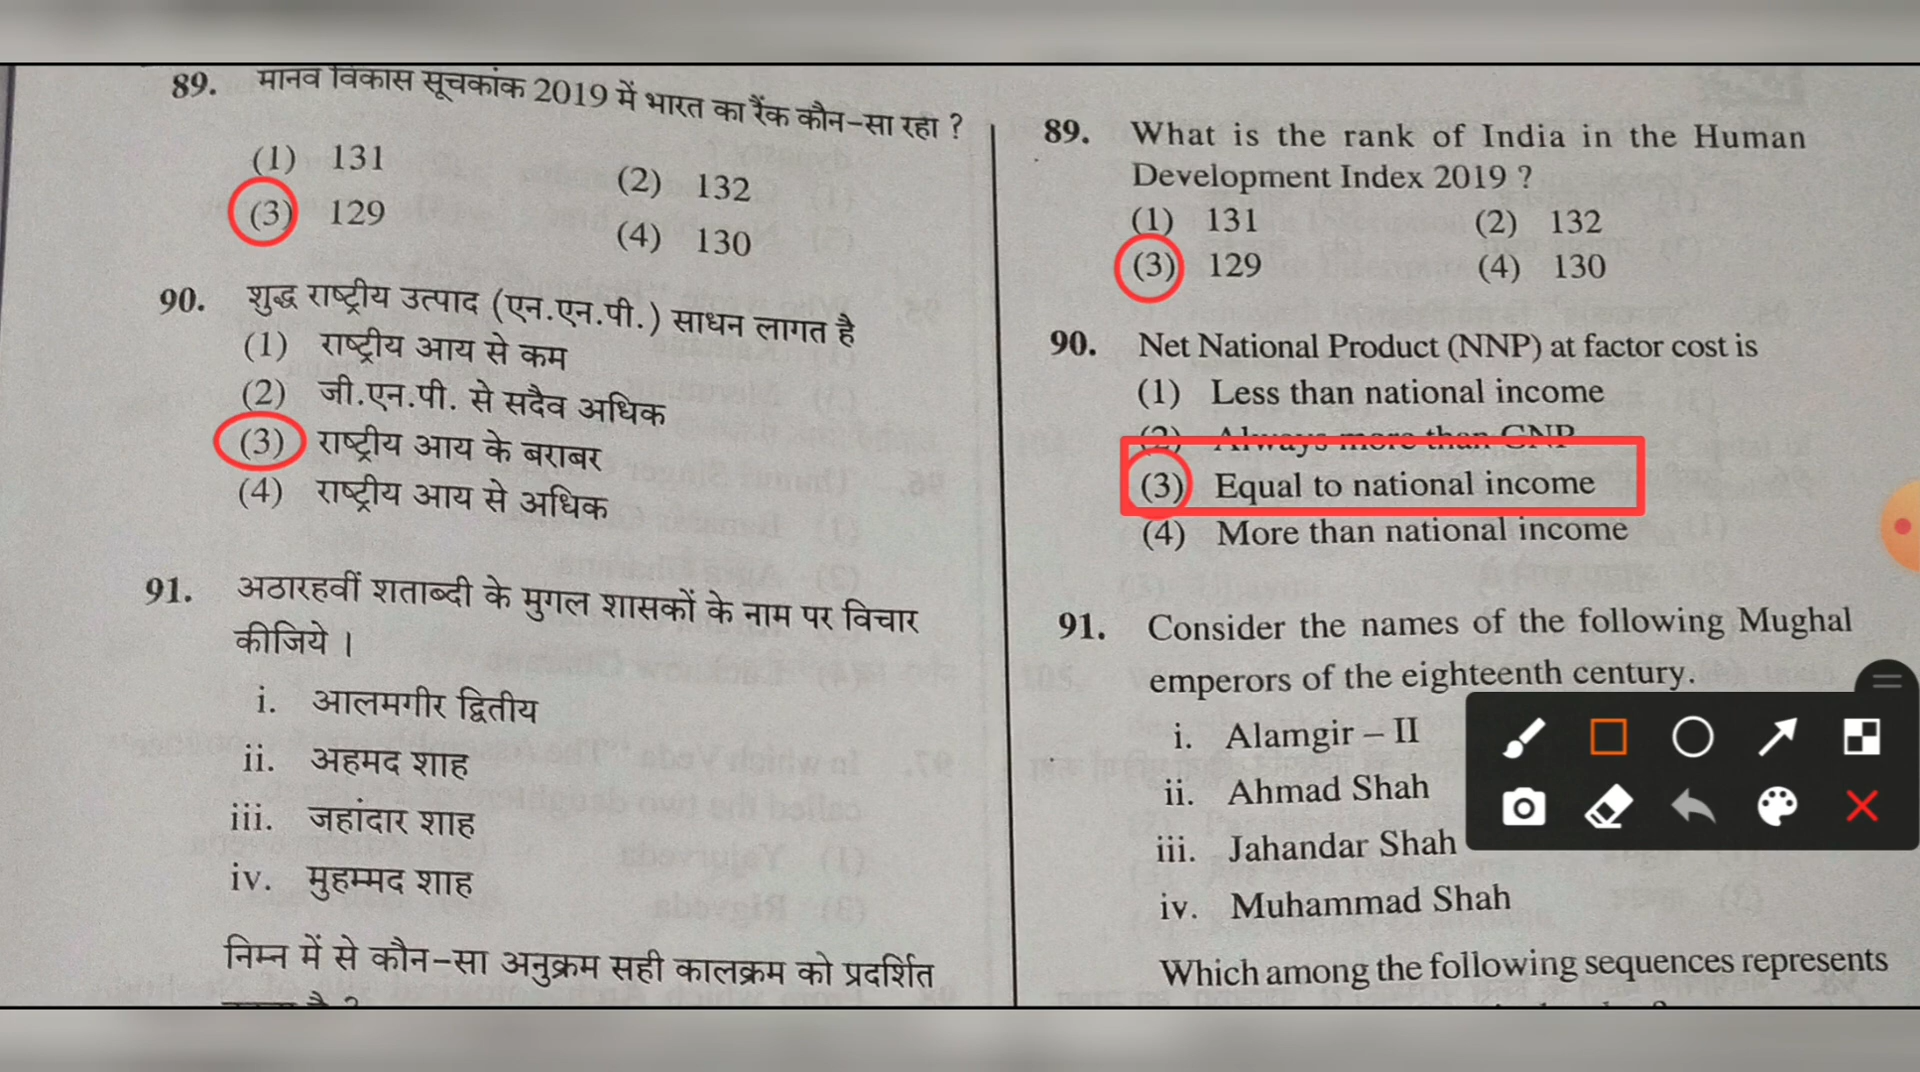 89. मानव विकास सूचकांक 2019 में भारत का रैंक कौन-सा रहा ?
(1) 131
(2) 132
(3) 129
(4) 130
90. शुद्ध राष्ट्रीय उत्पाद (एन.एन.पी.) साधन लागत है
(1) राष्ट्रीय आय से कम
(2) जी.एन.पी. से सदैव अधिक
(3) राष्ट्रीय आय के बराबर
(4) राष्ट्रीय आय से अधिक
91. अठारहवीं शताब्दी के मुगल शासकों के नाम पर विचार
कीजिये ।
i. आलमगीर द्वितीय
ii. अहमद शाह
iii. जहांदार शाह
iv. मुहम्मद शाह
निम्न में से कौन-सा अनुक्रम सही कालक्रम को प्रदर्शित
89. What is the rank of India in the Human
Development Index 2019 ?
(1) 131 (2) 132
(3) 129 (4) 130
90. Net National Product (NNP) at factor cost is
(1) Less than national income
(2) Always more than GNP
(3) Equal to national income
(4) More than national income
91. Consider the names of the following Mughal
emperors of the eighteenth century.
i. Alamgir – II
ii. Ahmad Shah
iii. Jahandar Shah
iv. Muhammad Shah
Which among the following sequences represents